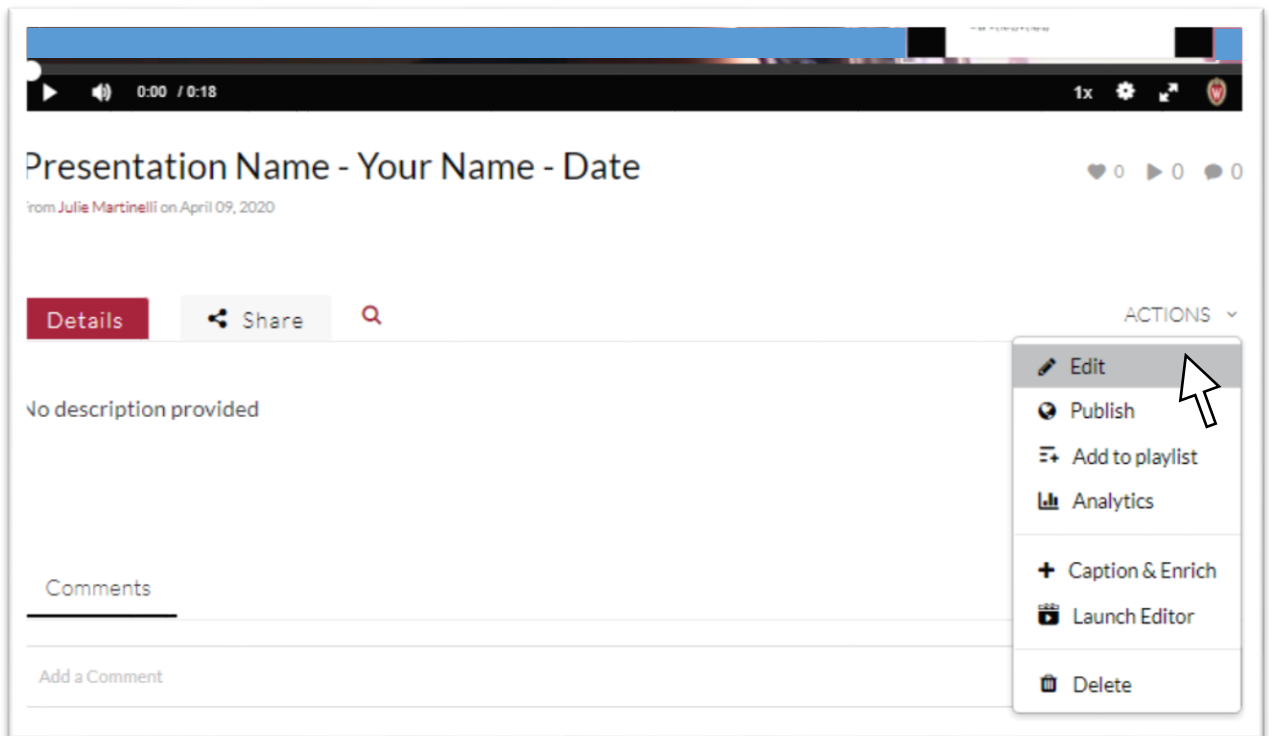 0:00 / 0:18
1x
W
Presentation Name - Your Name - Date
0 0 0
from Julie Martinelli on April 09, 2020
Details Share ACTIONS
Edit
No description provided
Publish
Add to playlist
Analytics
Caption & Enrich
Comments
Launch Editor
Add a Comment
Delete